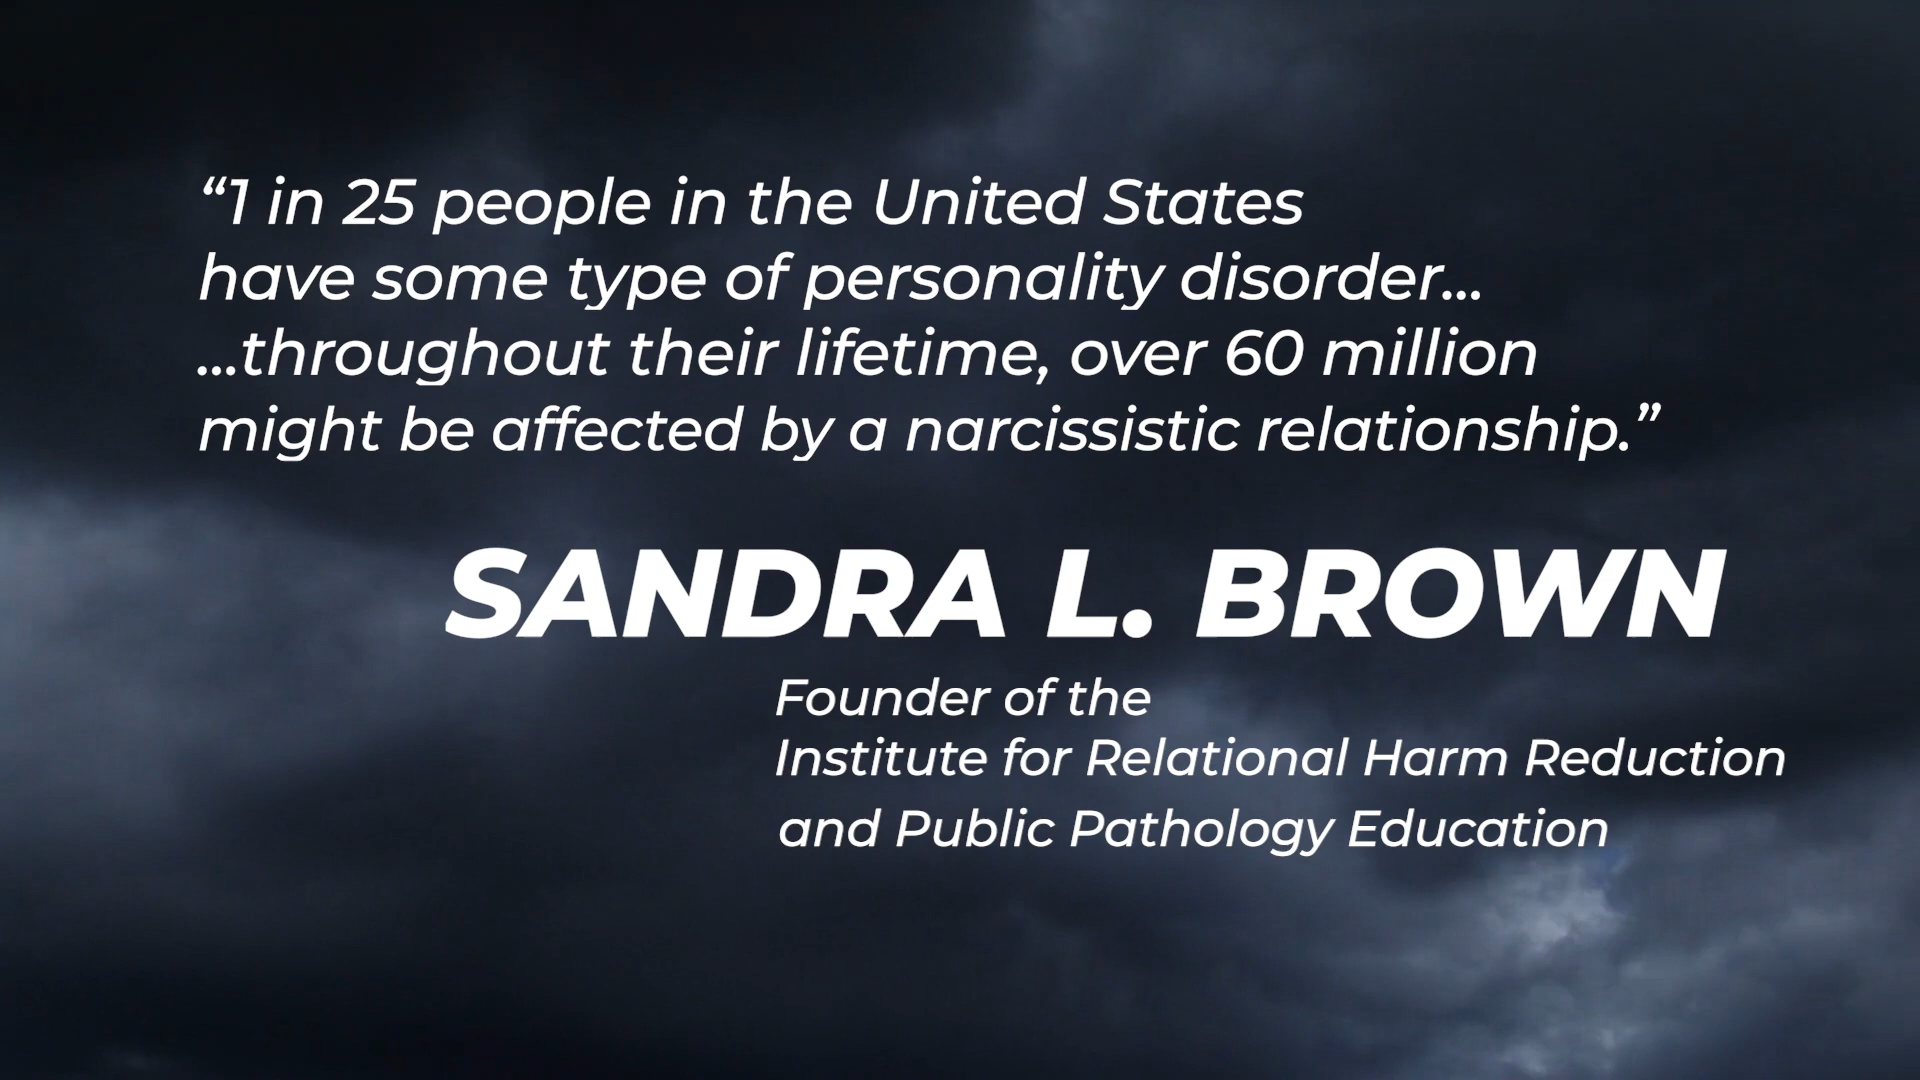 “1 in 25 people in the United States
have some type of personality disorder...
...throughout their lifetime, over 60 million
might be affected by a narcissistic relationship.”
SANDRA L. BROWN
Founder of the
Institute for Relational Harm Reduction
and Public Pathology Education